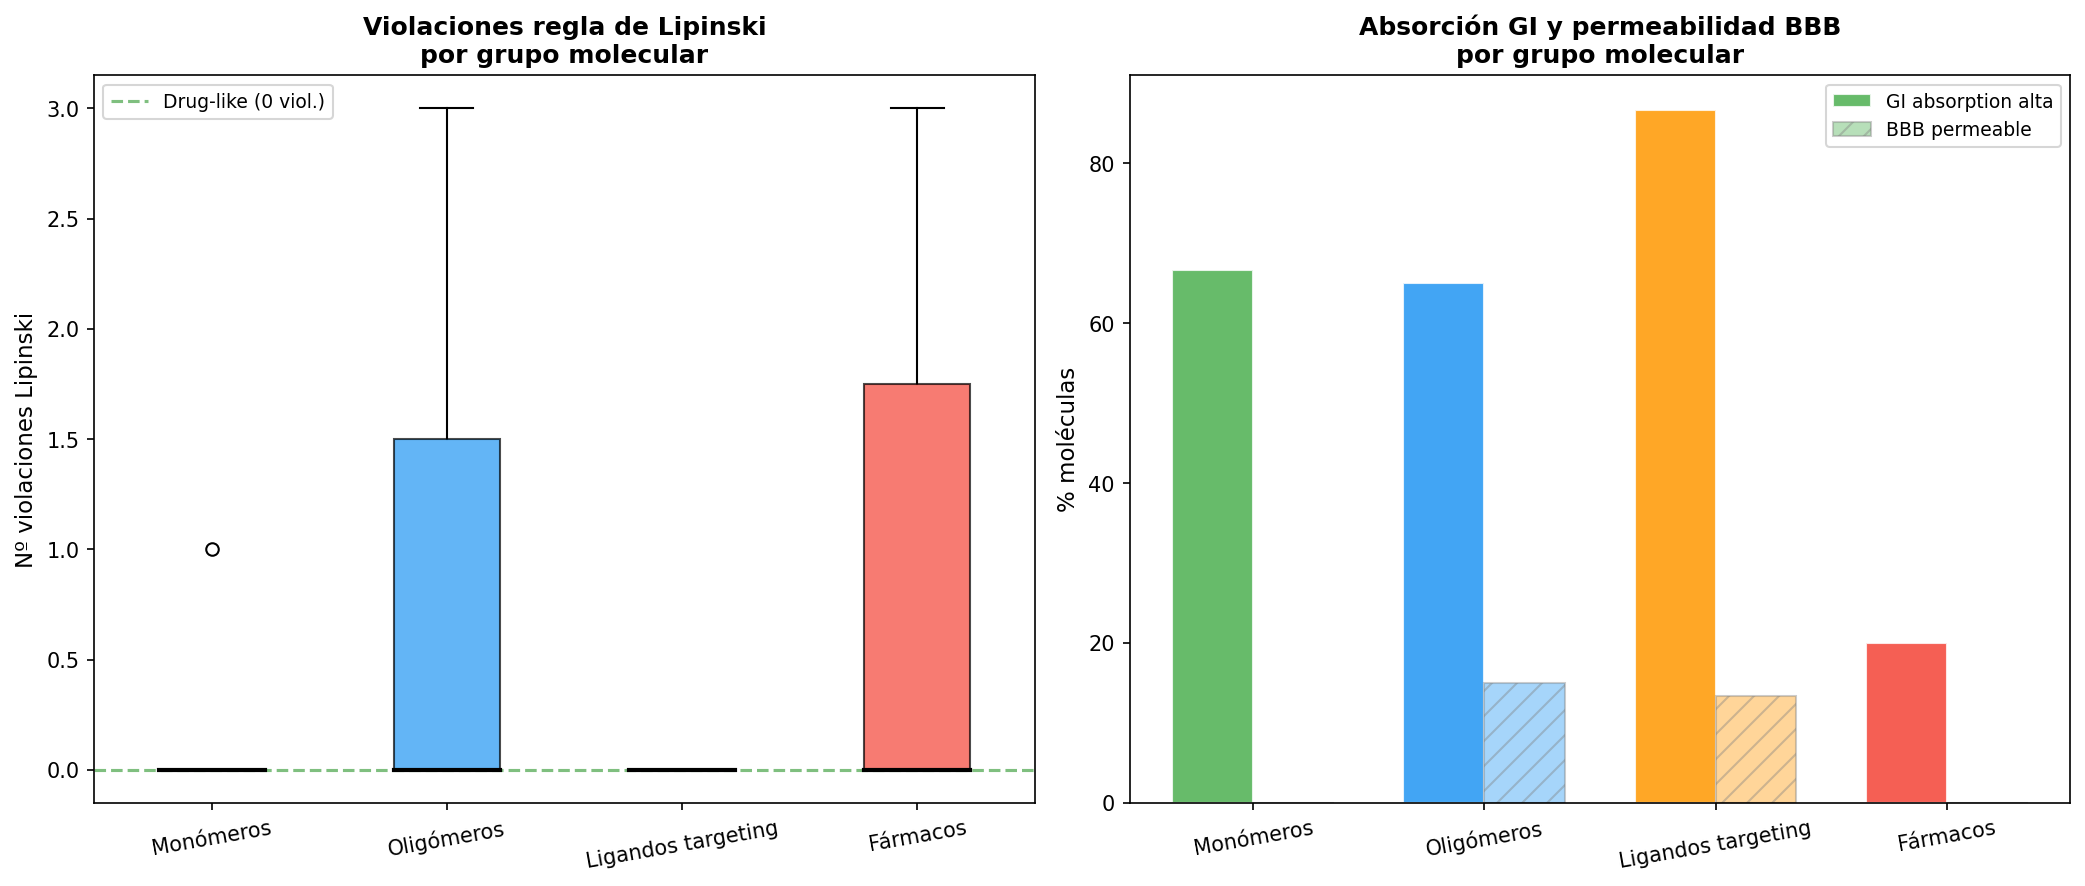 Violaciones regla de Lipinski
por grupo molecular
Drug-like (0 viol.)
Nº violaciones Lipinski
3.0
2.5
2.0
1.5
1.0
0.5
0.0
Monómeros
Oligómeros
Ligandos targeting
Fármacos
Absorción GI y permeabilidad BBB
por grupo molecular
GI absorption alta
BBB permeable
% moléculas
80
60
40
20
0
Monómeros
Oligómeros
Ligandos targeting
Fármacos